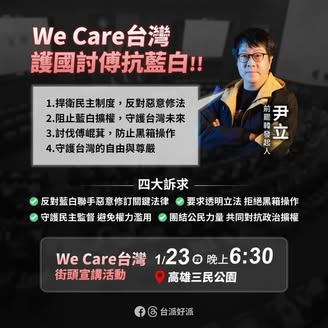 We Care台灣
護國討傅抗藍白!!
1.捍衛民主制度，反對惡意修法
2.阻止藍白擴權，守護台灣未來
3.討伐傅崐萁，防止黑箱操作
4.守護台灣的自由與尊嚴
尹立
前罷韓發起人
四大訴求
反對藍白聯手惡意修訂關鍵法律
要求透明立法 拒絕黑箱操作
守護民主監督 避免權力濫用
團結公民力量 共同對抗政治擴權
We Care台灣
街頭宣講活動
1/23 日 晚上6:30
高雄三民公園
台派好派